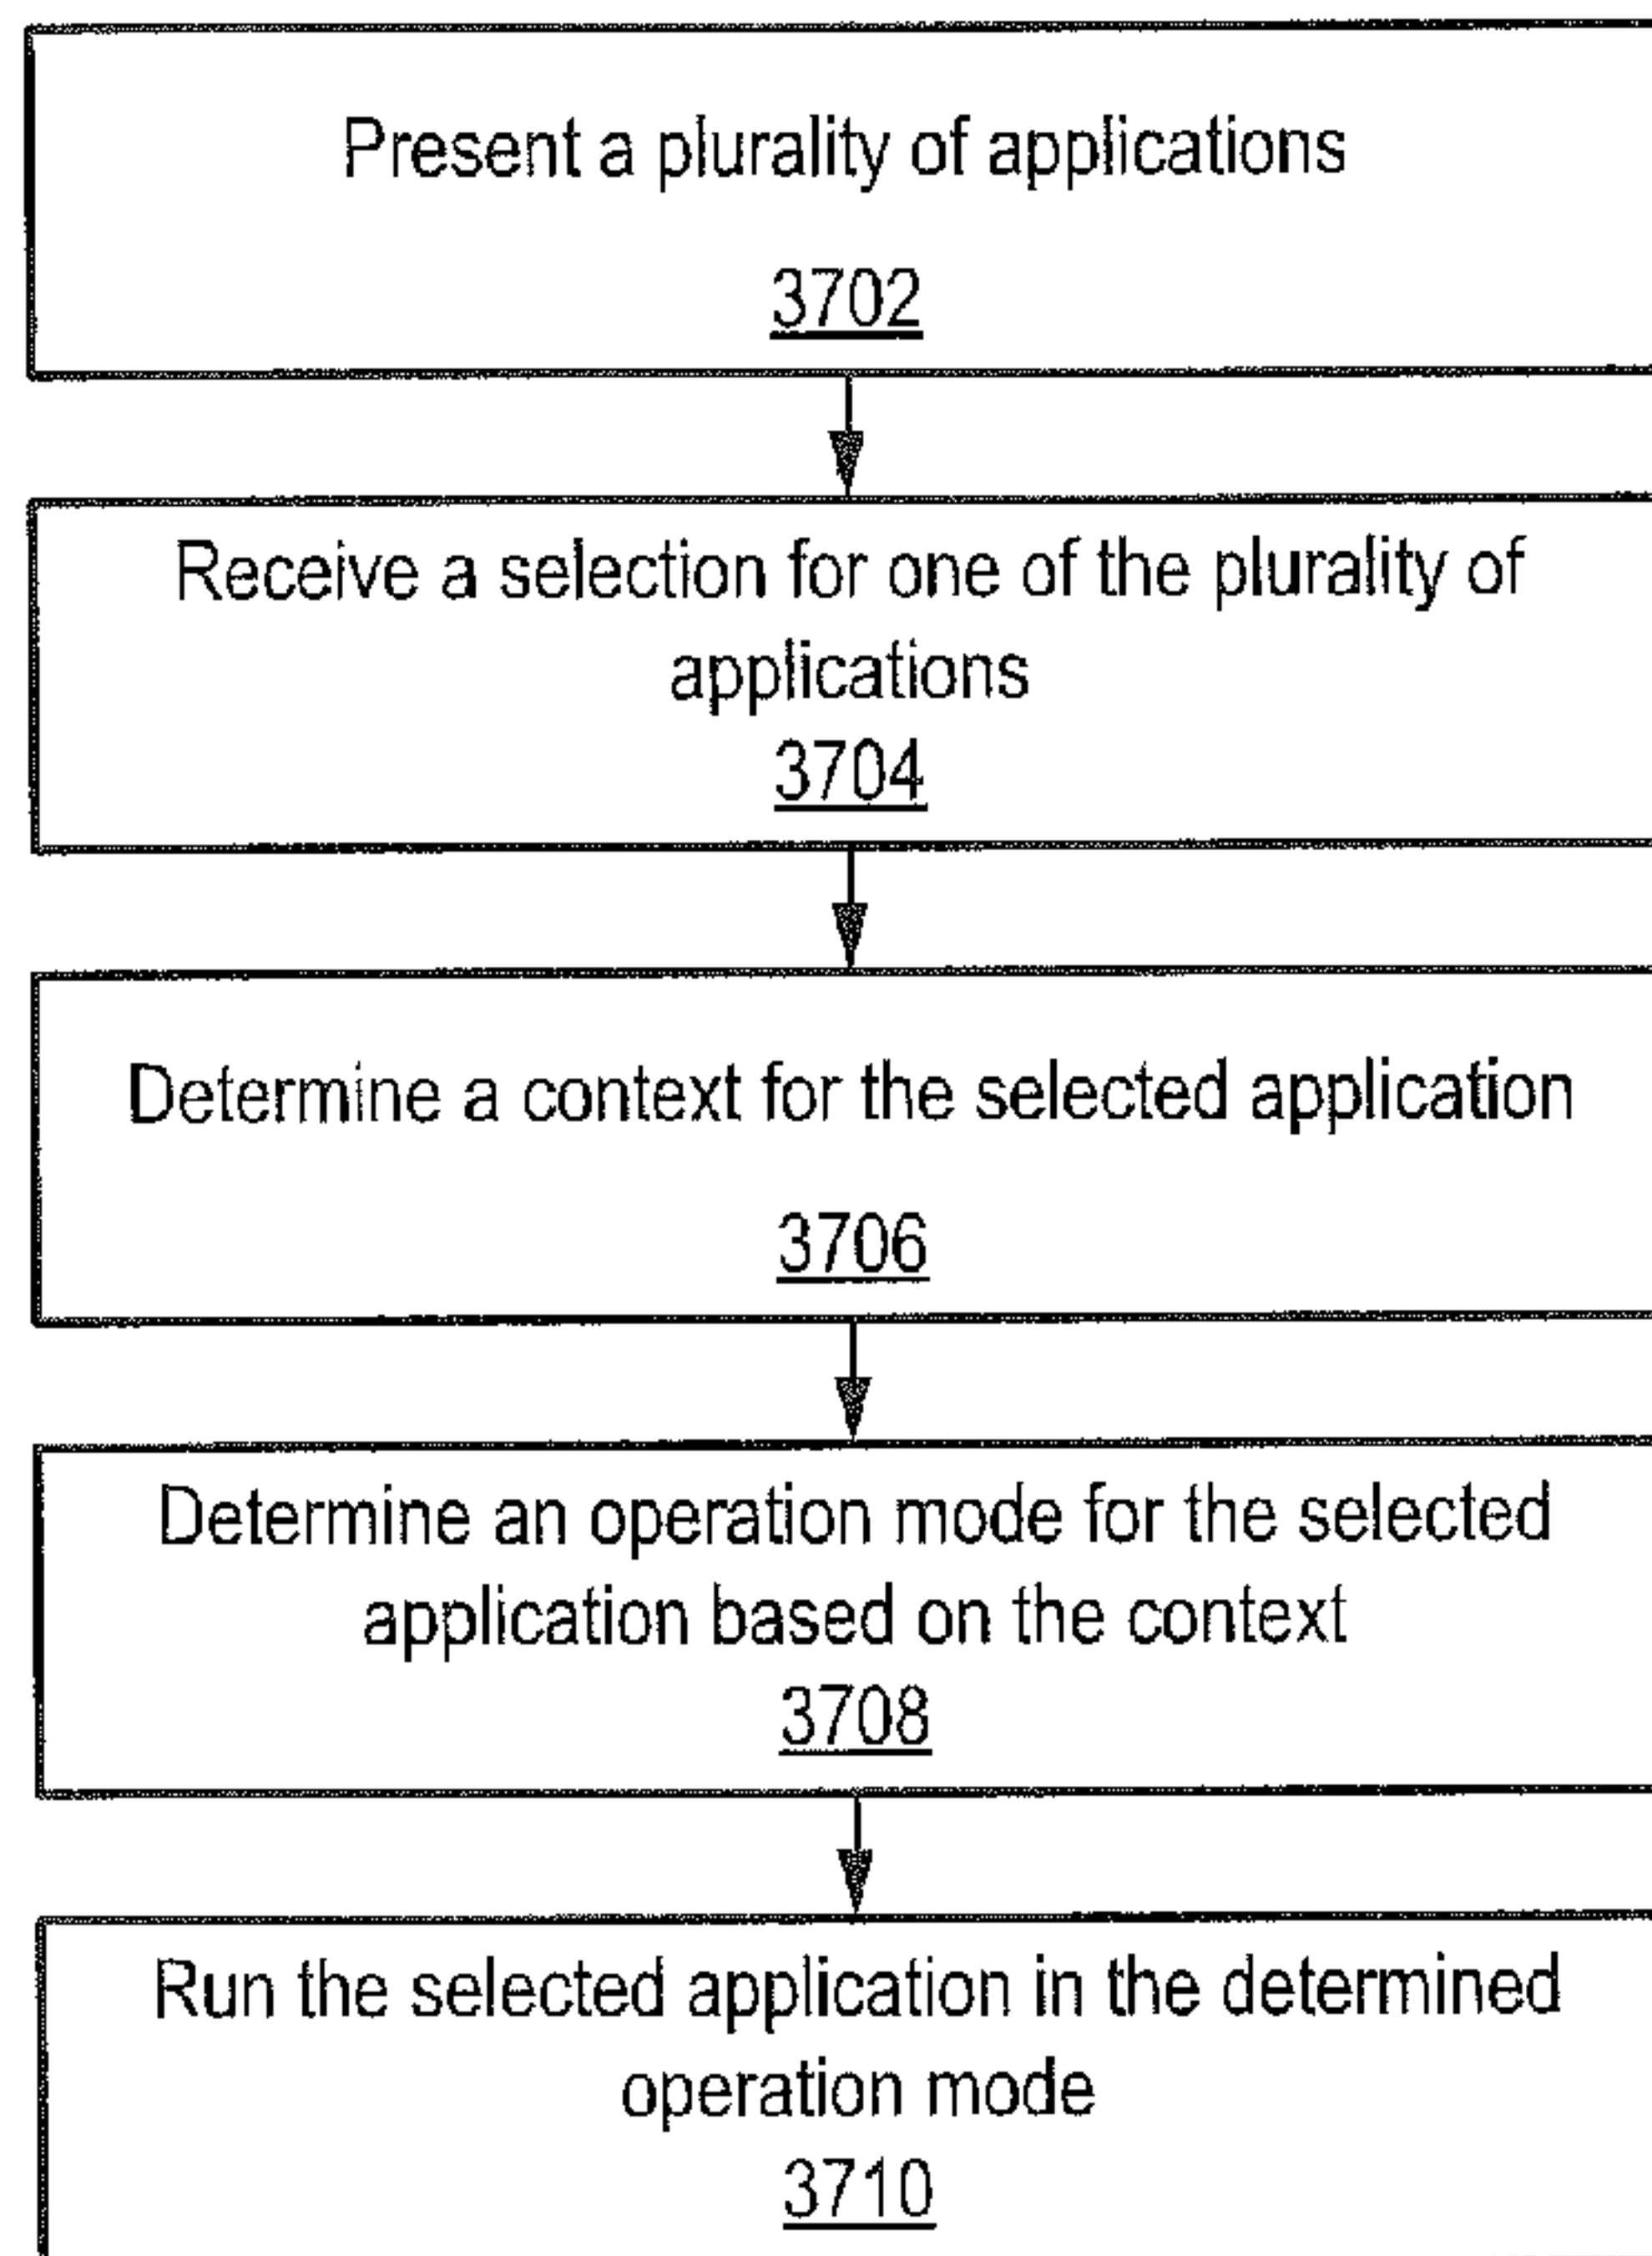 Present a plurality of applications
3702
Receive a selection for one of the plurality of
applications
3704
Determine a context for the selected application
3706
Determine an operation mode for the selected
application based on the context
3708
Run the selected application in the determined
operation mode
3710